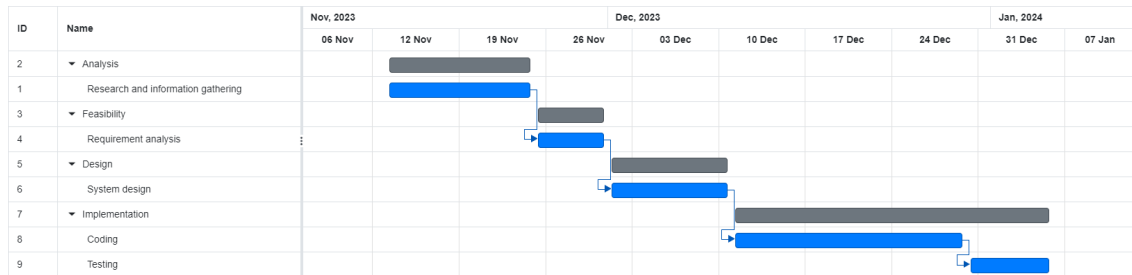 ID Name Nov, 2023 Dec, 2023 Jan, 2024
06 Nov 12 Nov 19 Nov 26 Nov 03 Dec 10 Dec 17 Dec 24 Dec 31 Dec 07 Jan
2 Analysis
1 Research and information gathering
3 Feasibility
4 Requirement analysis
5 Design
6 System design
7 Implementation
8 Coding
9 Testing